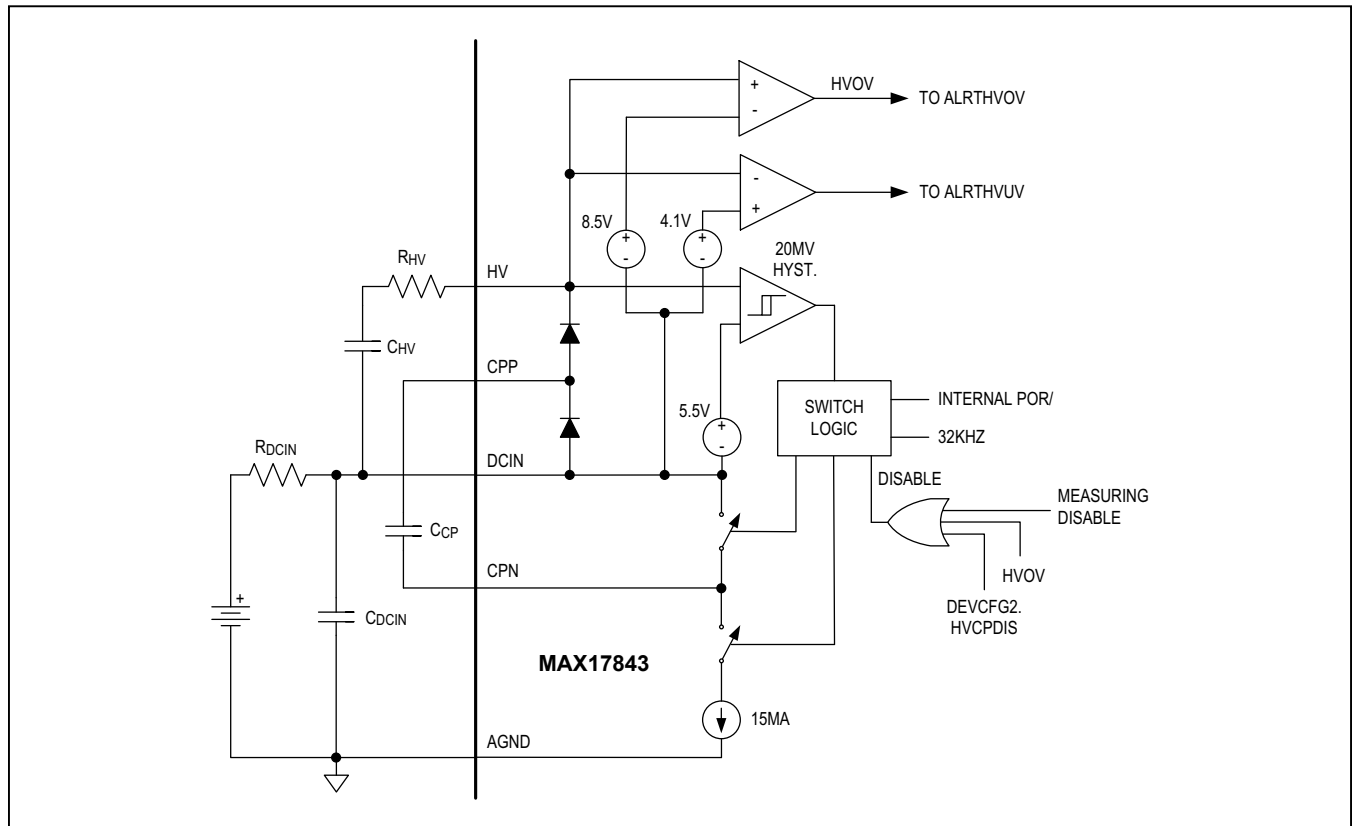 HVOV
TO ALRTHVOV
+
-
-
+
TO ALRTHVUV
8.5V
4.1V
+
-
+
-
20MV
HYST.
RHV
HV
CHV
CPP
5.5V
+
-
SWITCH
LOGIC
INTERNAL POR/
32KHZ
RDCIN
DCIN
DISABLE
MEASURING
DISABLE
CCP
HVOV
CPN
DEVCFG2.
HVCPDIS
+
CDCIN
MAX17843
15MA
AGND